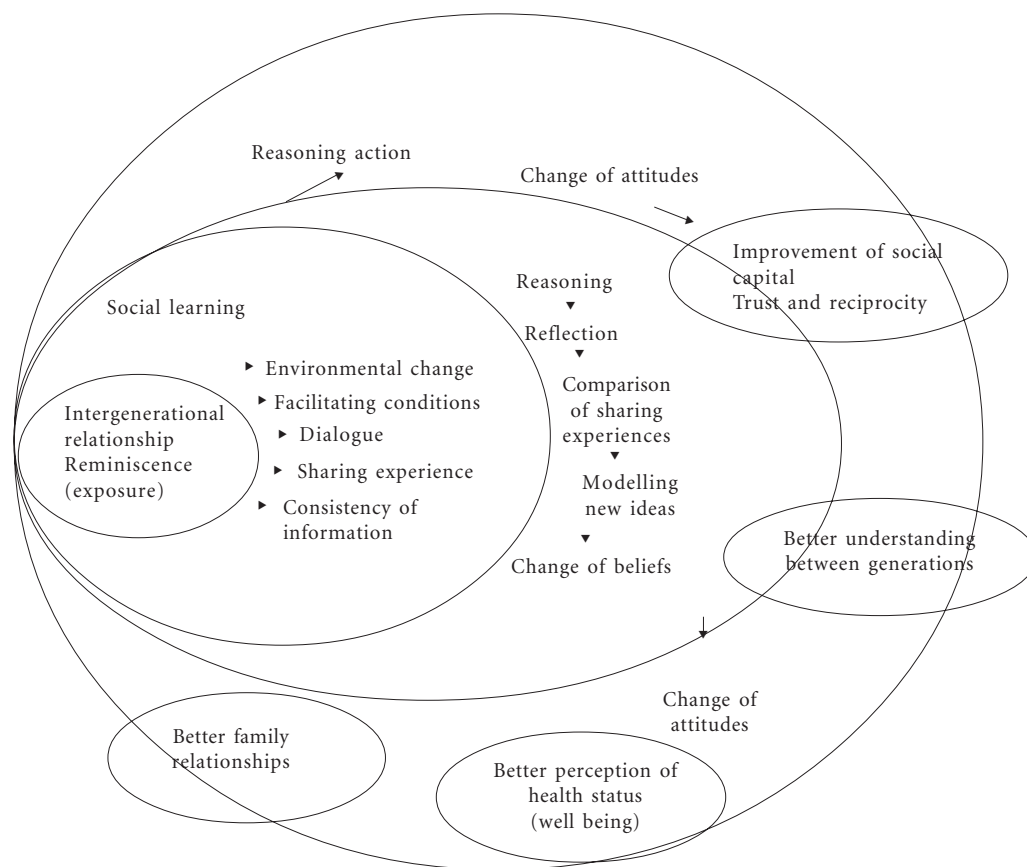 Reasoning action
Change of attitudes
Improvement of social
capital
Trust and reciprocity
Social learning
Reasoning
Reflection
Comparison
of sharing
experiences
Modelling
new ideas
Change of beliefs
Environmental change
Facilitating conditions
Dialogue
Sharing experience
Consistency of
information
Intergenerational
relationship
Reminiscence
(exposure)
Better understanding
between generations
Change of
attitudes
Better family
relationships
Better perception of
health status
(well being)